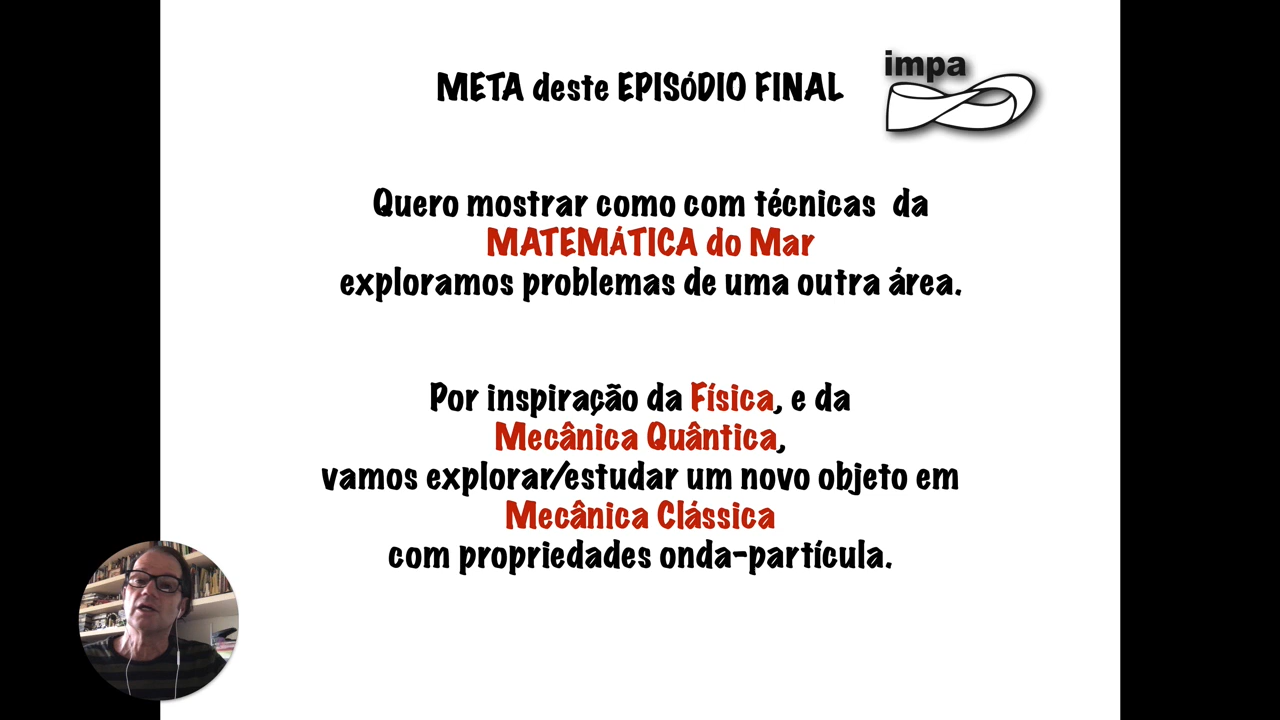 META deste EPISÓDIO FINAL
impa
Quero mostrar como com técnicas da
MATEMÁTICA do Mar
exploramos problemas de uma outra área.
Por inspiração da Física, e da
Mecânica Quântica,
vamos explorar/estudar um novo objeto em
Mecânica Clássica
com propriedades onda-partícula.